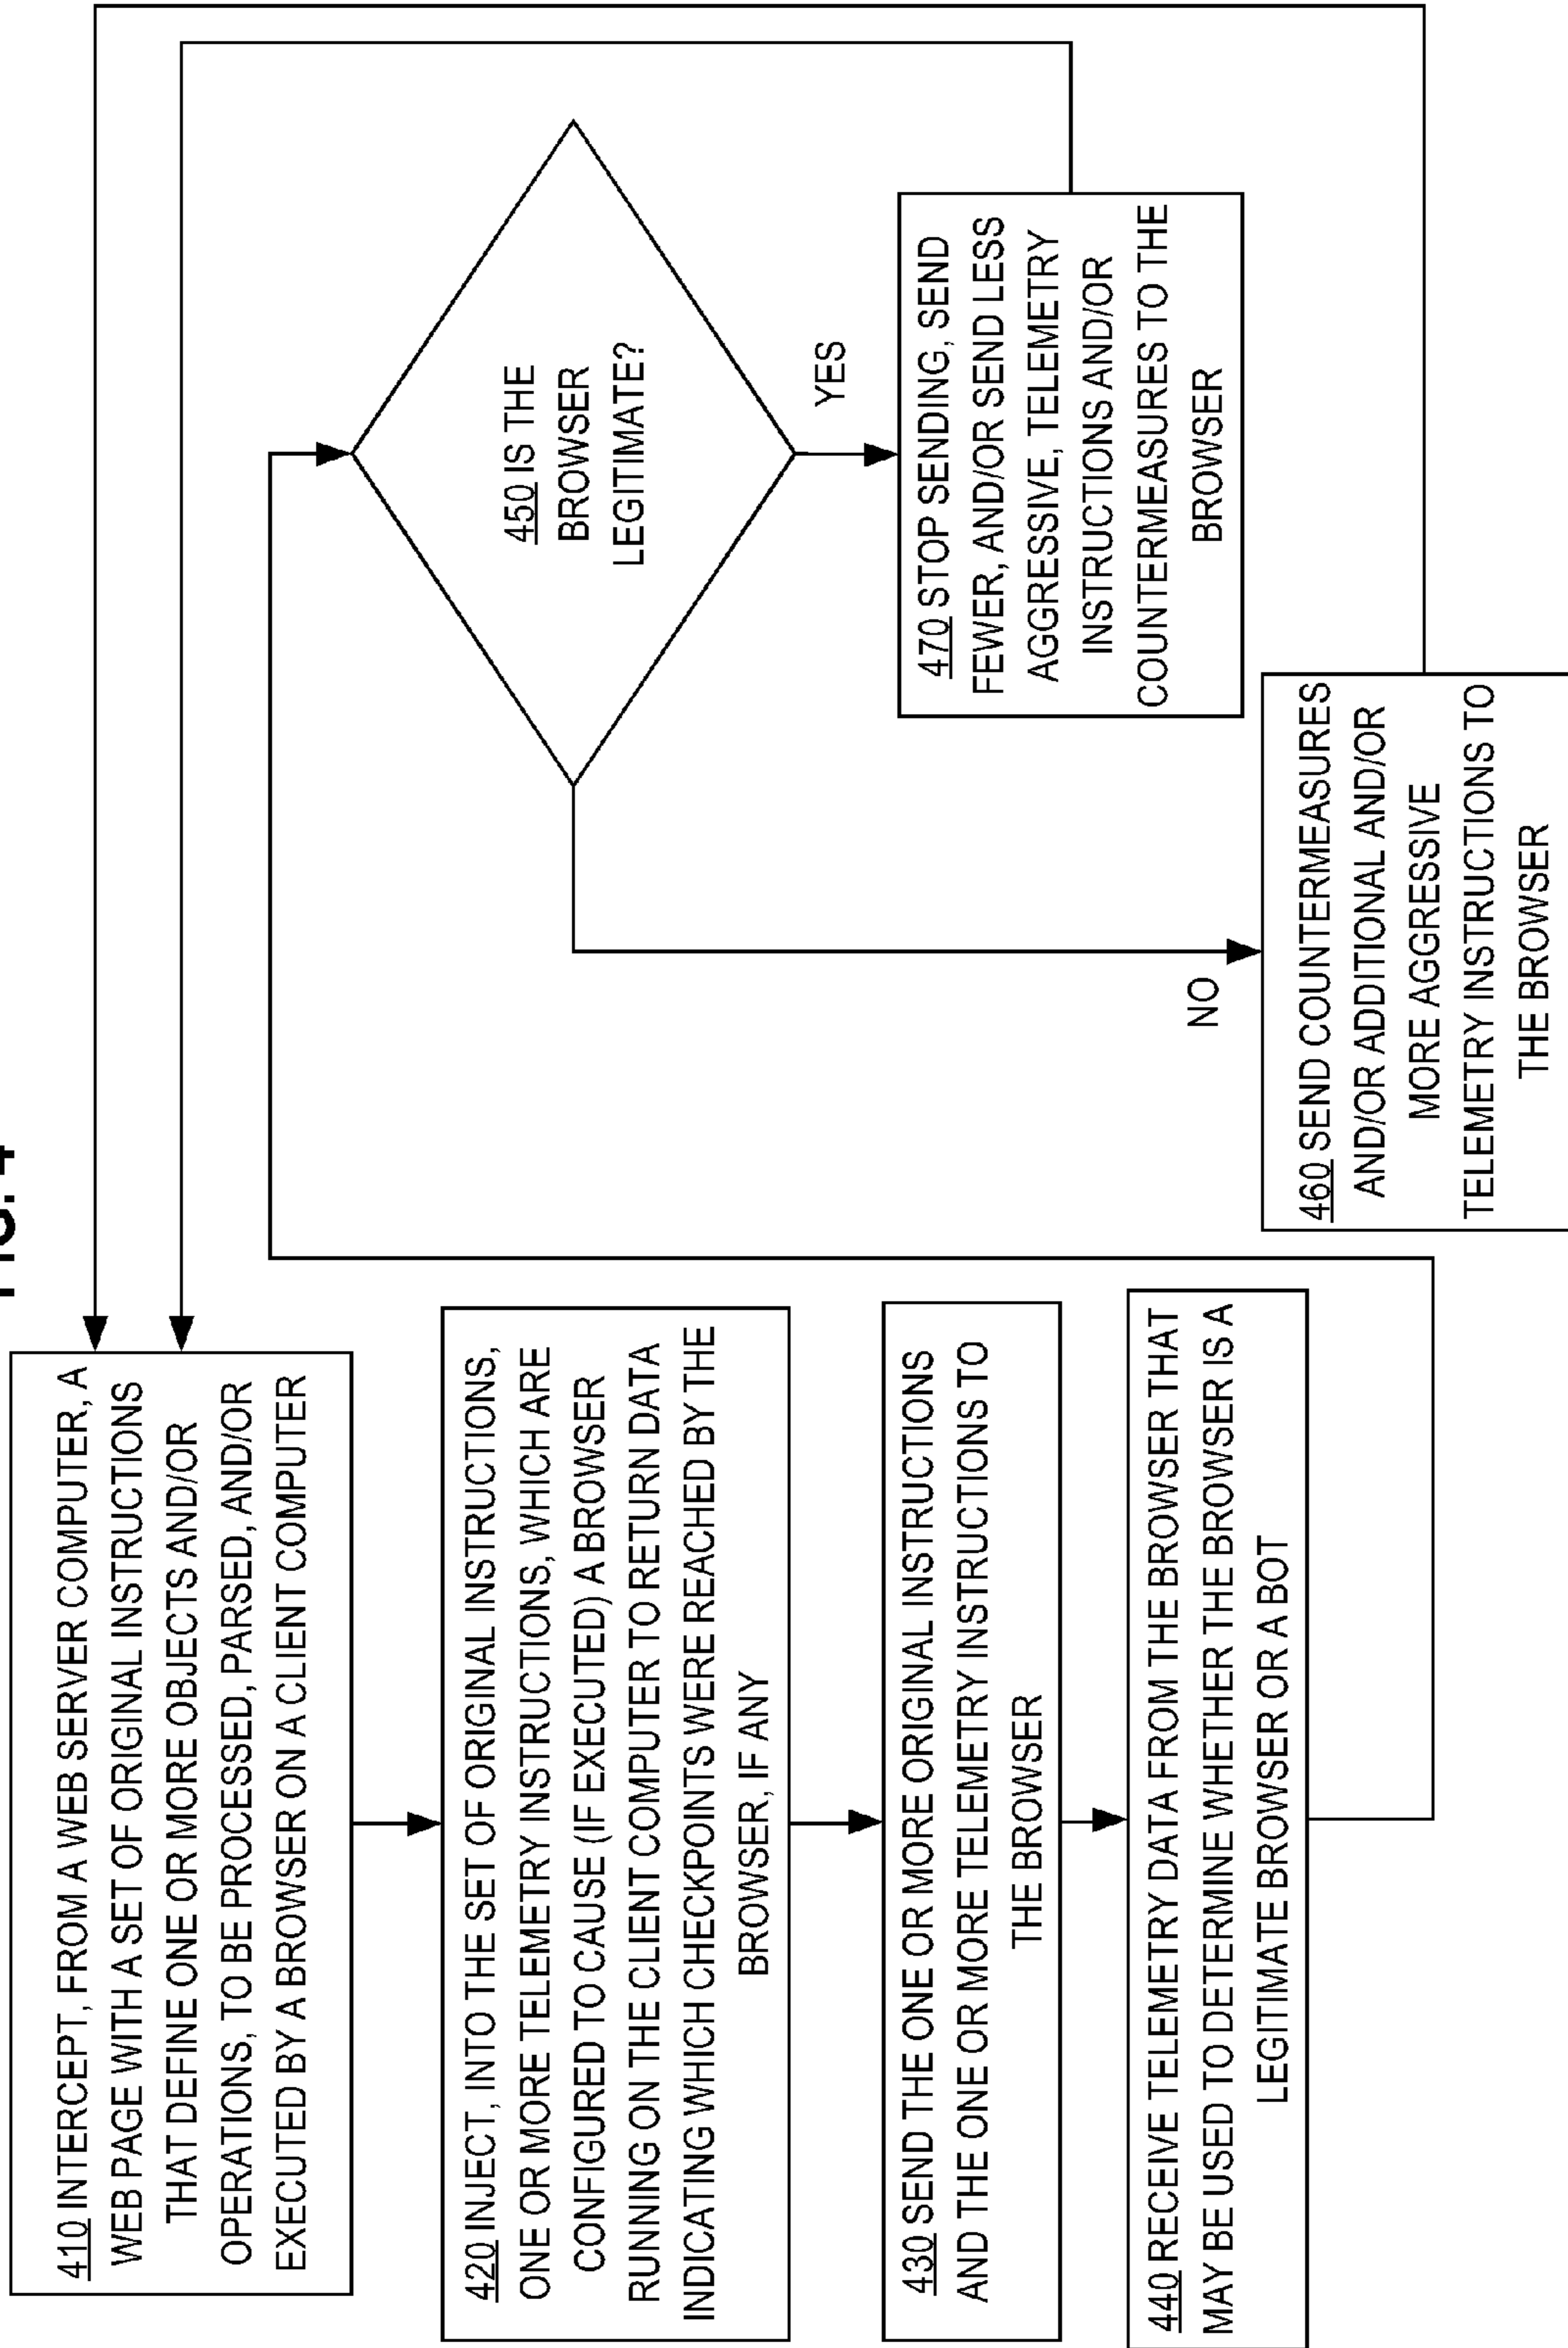 FIG. 4
410 INTERCEPT, FROM A WEB SERVER COMPUTER, A
WEB PAGE WITH A SET OF ORIGINAL INSTRUCTIONS
THAT DEFINE ONE OR MORE OBJECTS AND/OR
OPERATIONS, TO BE PROCESSED, PARSED, AND/OR
EXECUTED BY A BROWSER ON A CLIENT COMPUTER
420 INJECT, INTO THE SET OF ORIGINAL INSTRUCTIONS,
ONE OR MORE TELEMETRY INSTRUCTIONS, WHICH ARE
CONFIGURED TO CAUSE (IF EXECUTED) A BROWSER
RUNNING ON THE CLIENT COMPUTER TO RETURN DATA
INDICATING WHICH CHECKPOINTS WERE REACHED BY THE
BROWSER, IF ANY
430 SEND THE ONE OR MORE ORIGINAL INSTRUCTIONS
AND THE ONE OR MORE TELEMETRY INSTRUCTIONS TO
THE BROWSER
440 RECEIVE TELEMETRY DATA FROM THE BROWSER THAT
MAY BE USED TO DETERMINE WHETHER THE BROWSER IS A
LEGITIMATE BROWSER OR A BOT
450 IS THE
BROWSER
LEGITIMATE?
YES
470 STOP SENDING, SEND
FEWER, AND/OR SEND LESS
AGGRESSIVE, TELEMETRY
INSTRUCTIONS AND/OR
COUNTERMEASURES TO THE
BROWSER
NO
460 SEND COUNTERMEASURES
AND/OR ADDITIONAL AND/OR
MORE AGGRESSIVE
TELEMETRY INSTRUCTIONS TO
THE BROWSER